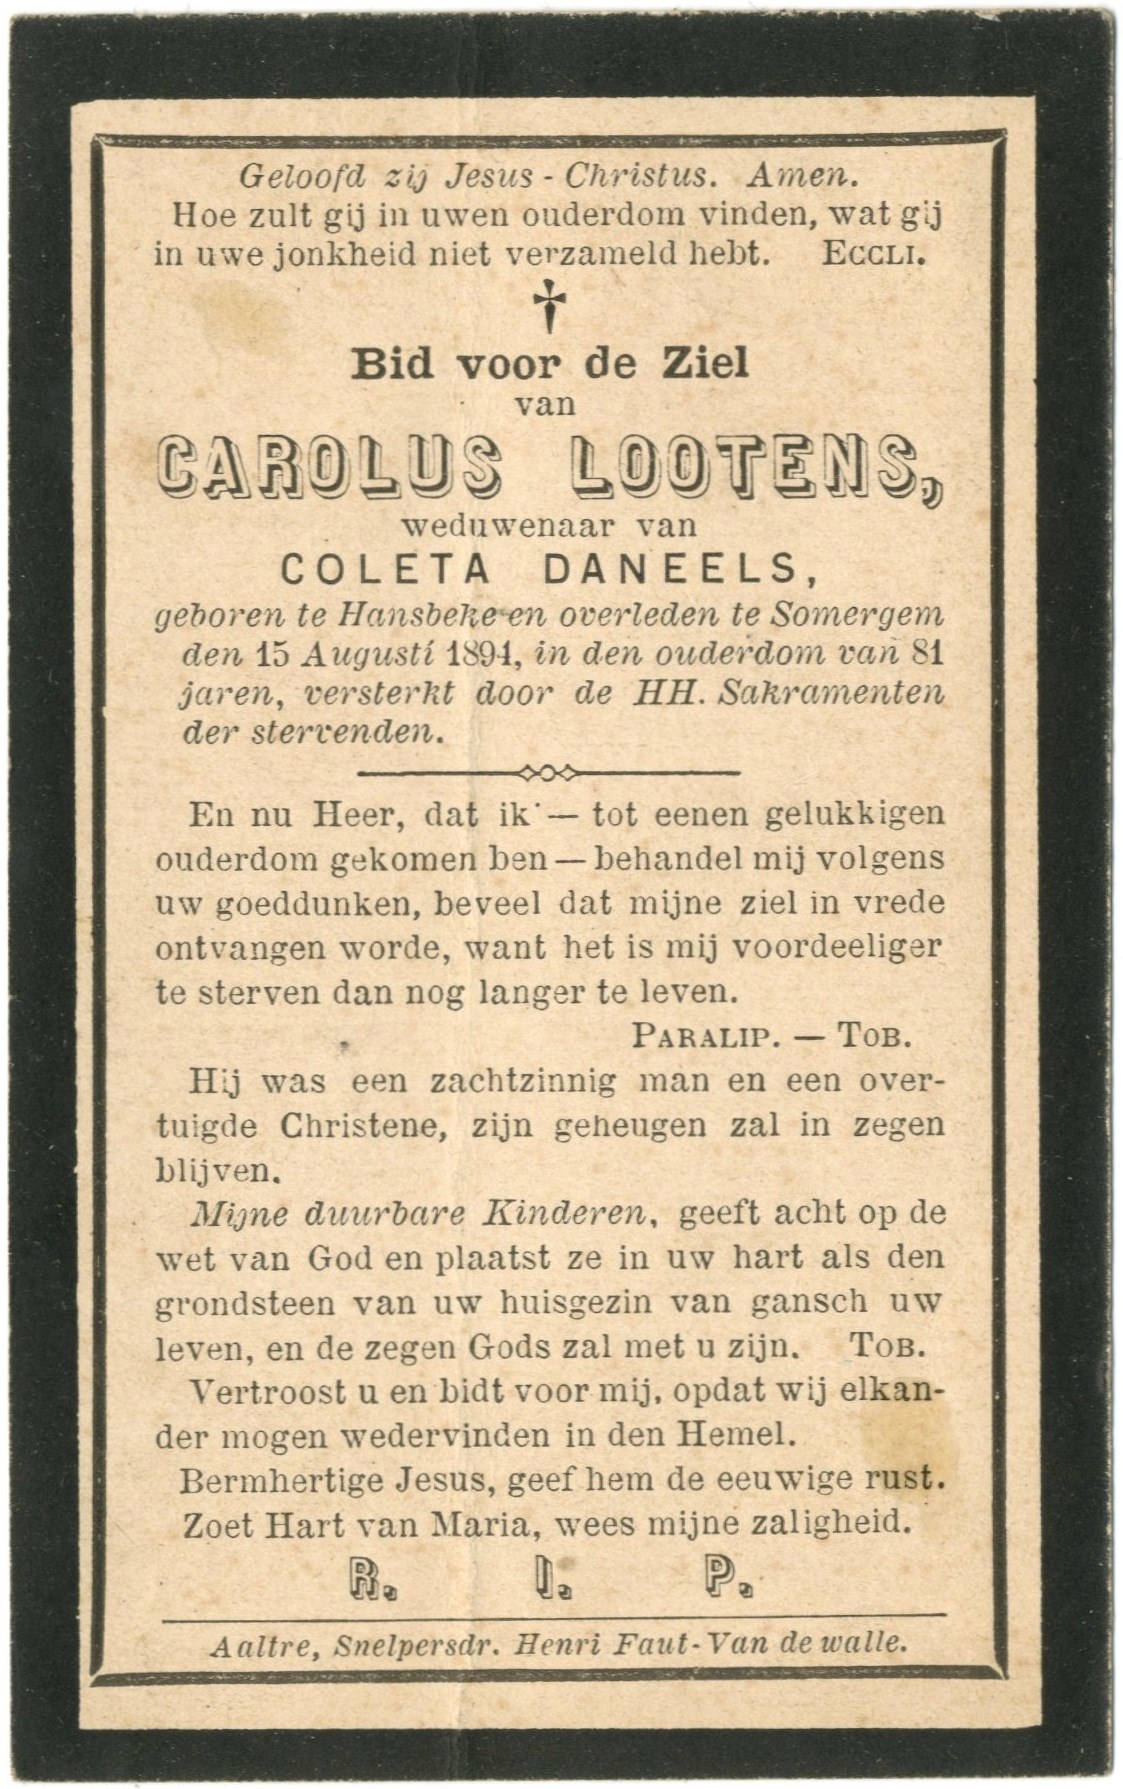 Geloofd zij Jesus - Christus. Amen.
Hoe zult gij in uwen ouderdom vinden, wat gij
in uwe jonkheid niet verzameld hebt. ECCLI.
†
Bid voor de Ziel
van
CAROLUS LOOTENS,
weduwenaar van
COLETA DANEELS,
geboren te Hansbeke en overleden te Somergem
den 15 Augusti 1894, in den ouderdom van 81
jaren, versterkt door de HH. Sakramenten
der stervenden.
En nu Heer, dat ik — tot eenen gelukkigen
ouderdom gekomen ben — behandel mij volgens
uw goeddunken, beveel dat mijne ziel in vrede
ontvangen worde, want het is mij voordeeliger
te sterven dan nog langer te leven.
PARALIP. — TOB.
Hij was een zachtzinnig man en een over-
tuigde Christene, zijn geheugen zal in zegen
blijven.
Mijne duurbare Kinderen, geeft acht op de
wet van God en plaatst ze in uw hart als den
grondsteen van uw huisgezin van gansch uw
leven, en de zegen Gods zal met u zijn. TOB.
Vertroost u en bidt voor mij, opdat wij elkan-
der mogen wedervinden in den Hemel.
Bermhertige Jesus, geef hem de eeuwige rust.
Zoet Hart van Maria, wees mijne zaligheid.
R. I. P.
Aaltre, Snelpersdr. Henri Faut-Van de walle.